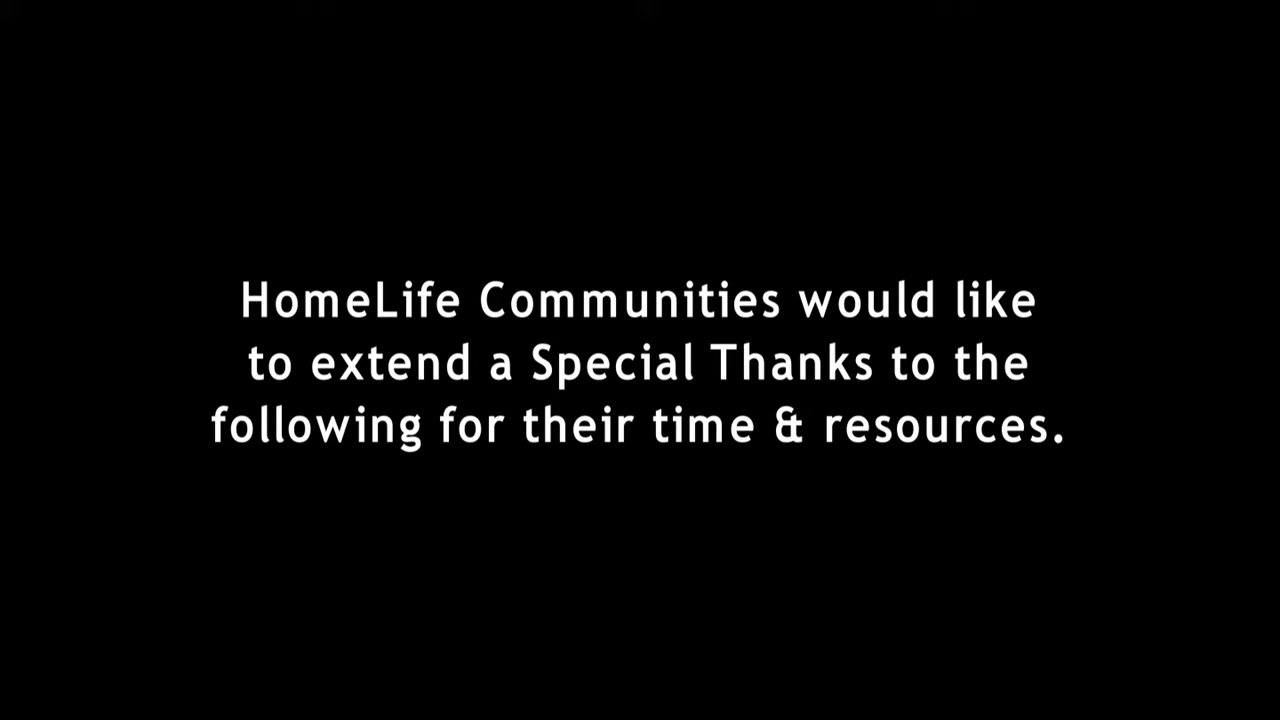 HomeLife Communities would like
to extend a Special Thanks to the
following for their time & resources.